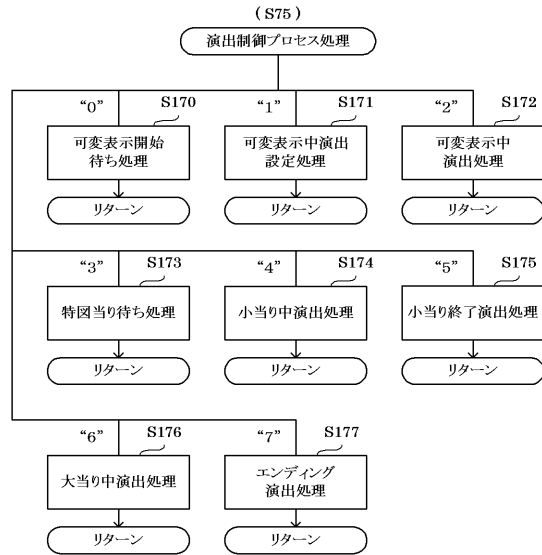 (S75)
演出制御プロセス処理
“0” S170
“1” S171
“2” S172
可変表示開始
待ち処理
可変表示中演出
設定処理
可変表示中
演出処理
リターン
リターン
リターン
“3” S173
“4” S174
“5” S175
特図当り待ち処理
小当り中演出処理
小当り終了演出処理
リターン
リターン
リターン
“6” S176
“7” S177
大当り中演出処理
エンディング
演出処理
リターン
リターン